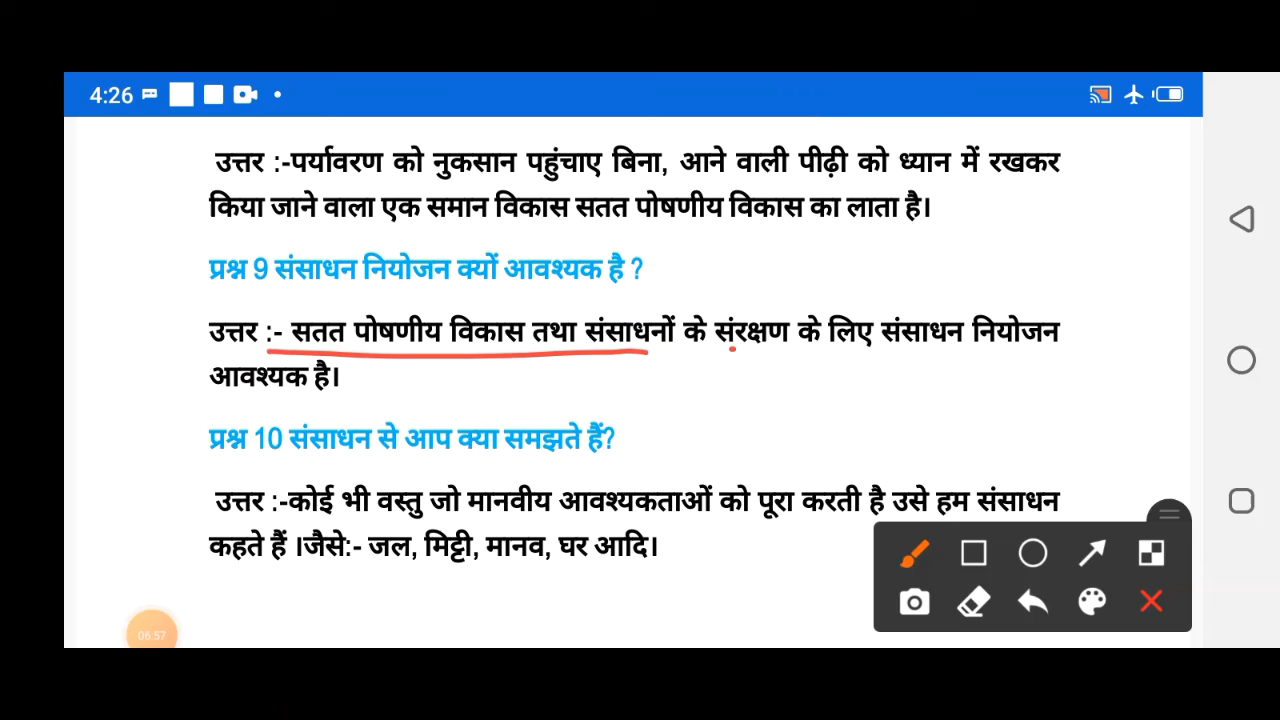 4:26
उत्तर :-पर्यावरण को नुकसान पहुंचाए बिना, आने वाली पीढ़ी को ध्यान में रखकर
किया जाने वाला एक समान विकास सतत पोषणीय विकास का लाता है।
प्रश्न 9 संसाधन नियोजन क्यों आवश्यक है ?
उत्तर :- सतत पोषणीय विकास तथा संसाधनों के संरक्षण के लिए संसाधन नियोजन
आवश्यक है।
प्रश्न 10 संसाधन से आप क्या समझते हैं?
उत्तर :-कोई भी वस्तु जो मानवीय आवश्यकताओं को पूरा करती है उसे हम संसाधन
कहते हैं ।जैसे:- जल, मिट्टी, मानव, घर आदि।
06:57